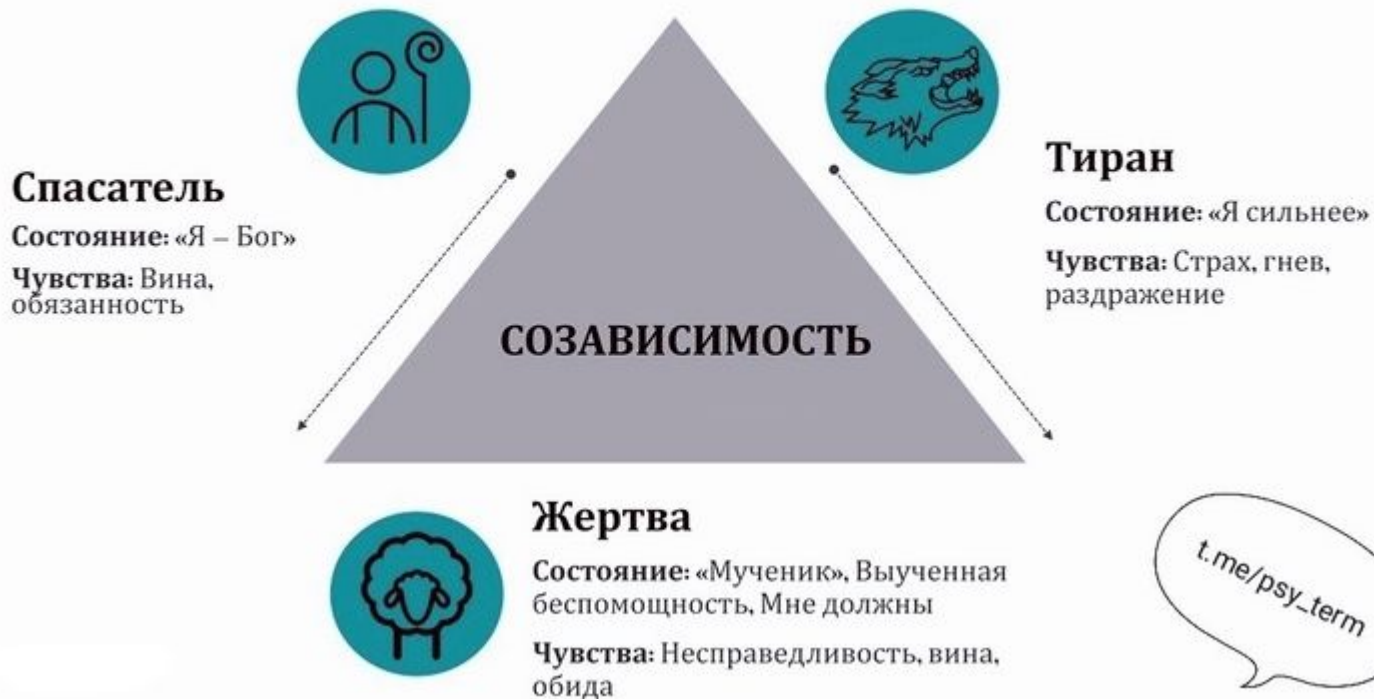 Спасатель
Состояние: «Я – Бог»
Чувства: Вина,
обязанность
Тиран
Состояние: «Я сильнее»
Чувства: Страх, гнев,
раздражение
СОЗАВИСИМОСТЬ
Жертва
Состояние: «Мученик», Выученная
беспомощность, Мне должны
Чувства: Несправедливость, вина,
обида
t.me/psy_term